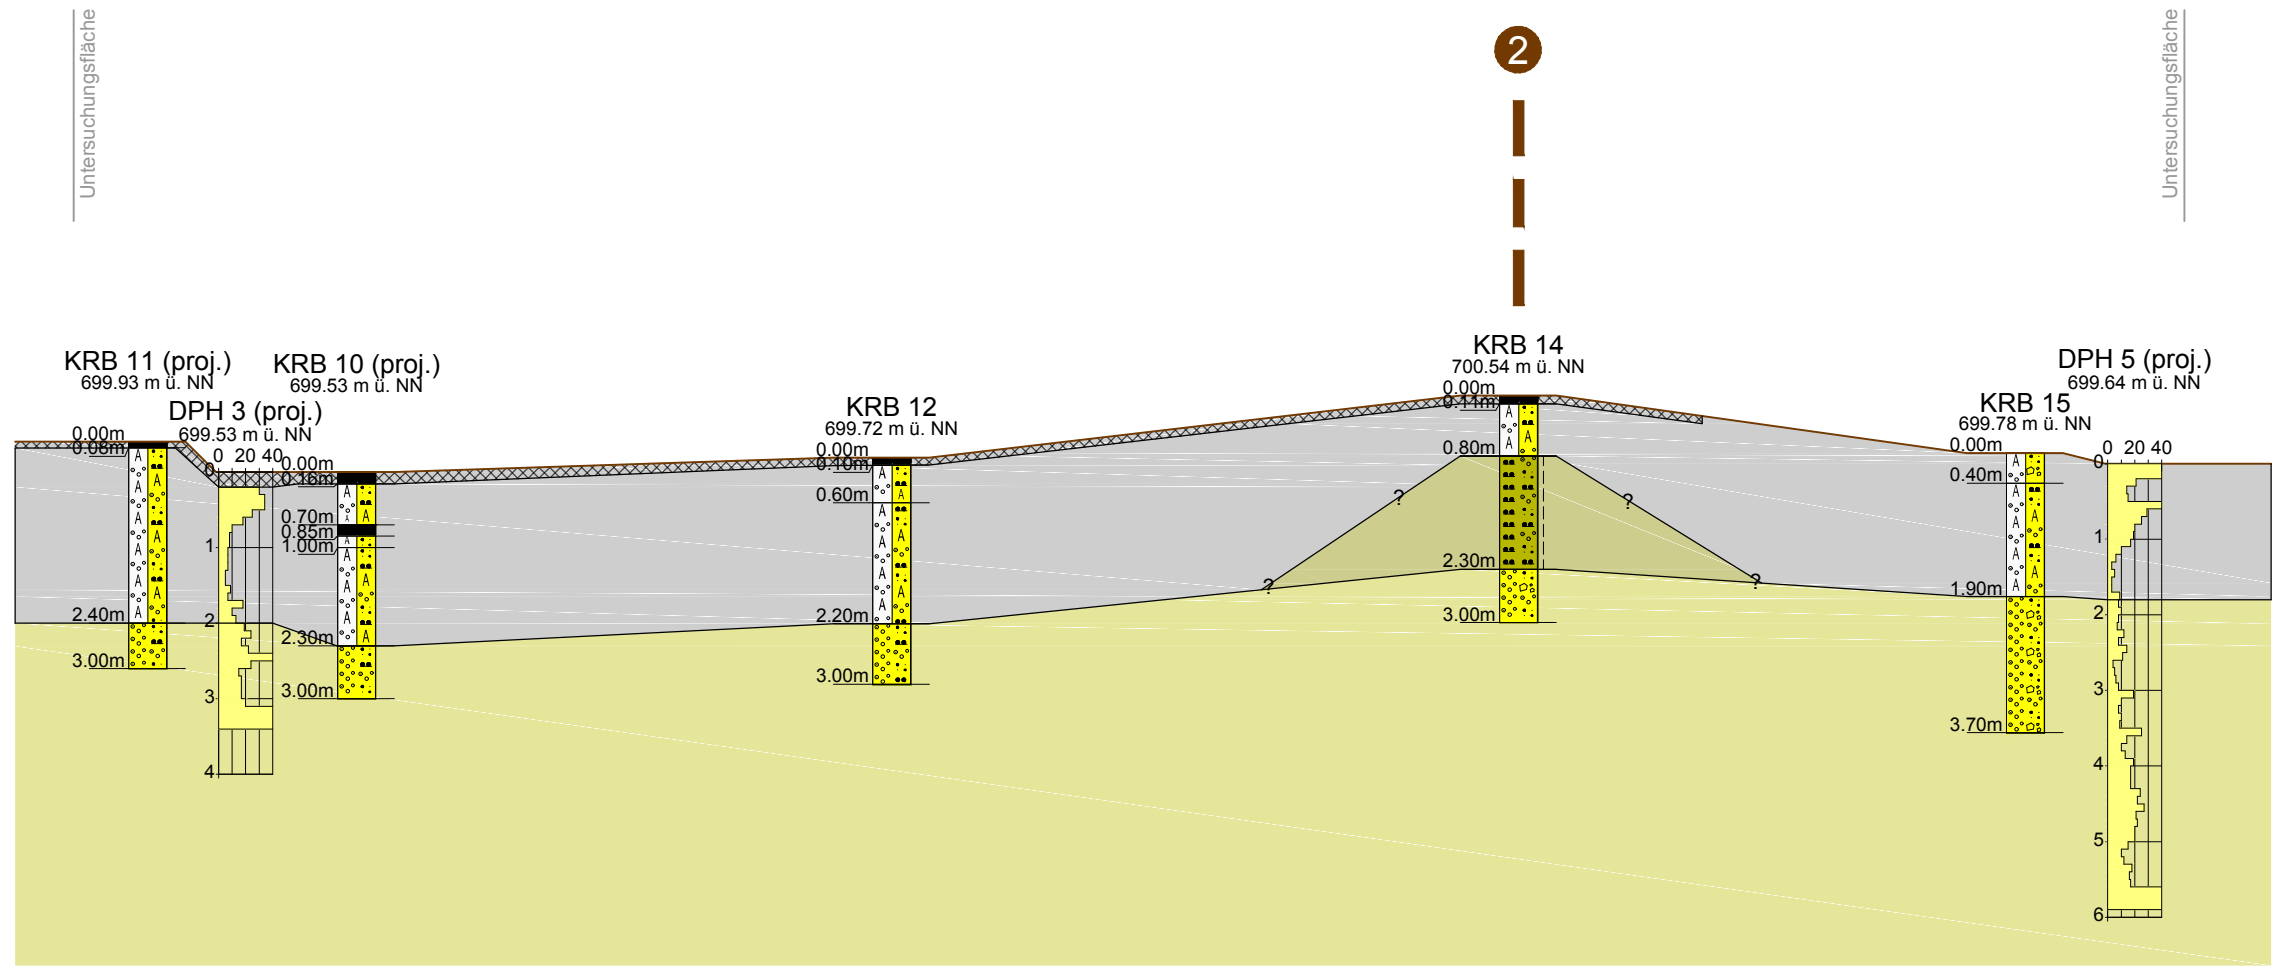 Untersuchungsfläche
2
Untersuchungsfläche
KRB 11 (proj.)
699.93 m ü. NN
0.00m
0.08m
2.40m
3.00m
DPH 3 (proj.)
699.53 m ü. NN
0 20 40
0
1
2
3
4
KRB 10 (proj.)
699.53 m ü. NN
0.00m
0.16m
0.70m
0.85m
1.00m
2.30m
3.00m
KRB 12
699.72 m ü. NN
0.00m
0.10m
0.60m
2.20m
3.00m
KRB 14
700.54 m ü. NN
0.00m
0.11m
0.80m
2.30m
3.00m
?
?
?
?
KRB 15
699.78 m ü. NN
0.00m
0.40m
1.90m
3.70m
DPH 5 (proj.)
699.64 m ü. NN
0 20 40
0
1
2
3
4
5
6